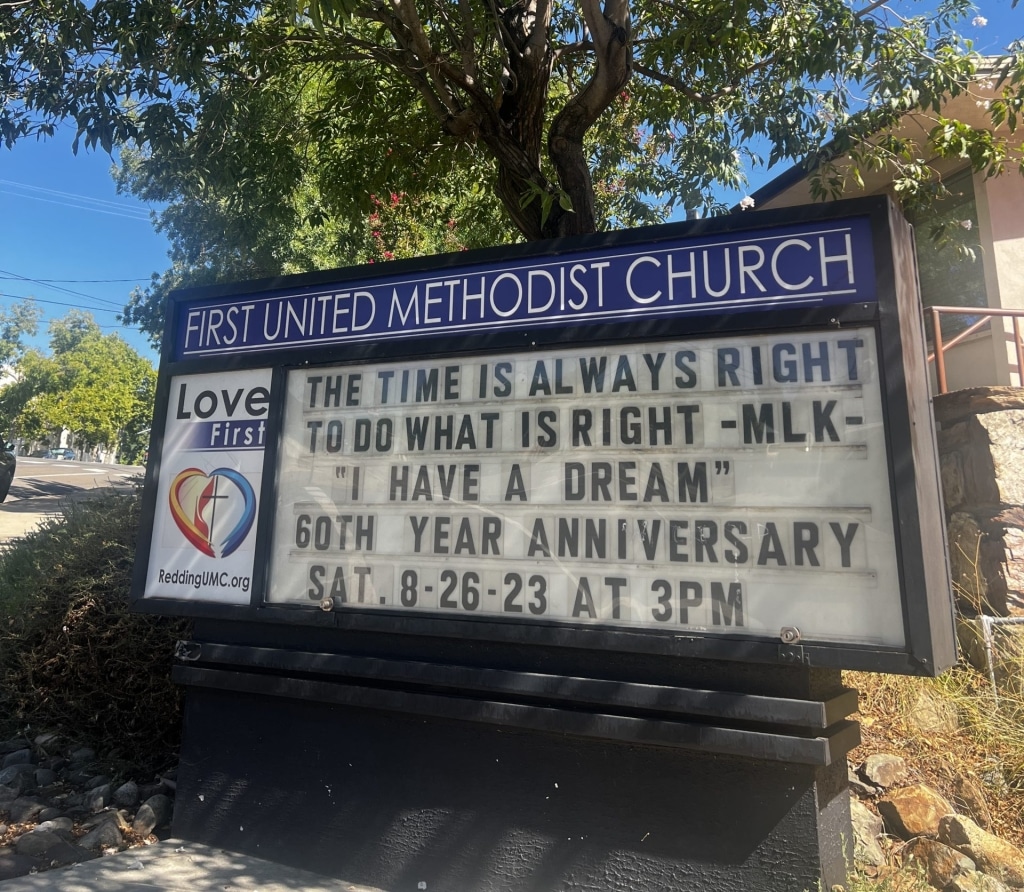 FIRST UNITED METHODIST CHURCH
Love
First
ReddingUMC.org
THE TIME IS ALWAYS RIGHT
TO DO WHAT IS RIGHT -MLK-
"I HAVE A DREAM"
60TH YEAR ANNIVERSARY
SAT. 8-26-23 AT 3PM